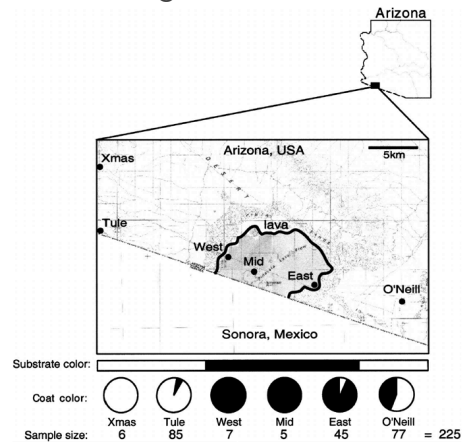 Arizona
Arizona, USA
5km
Xmas
DESERT
Tule
lava
West
Mid
East
O'Neill
Sonora, Mexico
Substrate color:
Coat color:
Xmas Tule West Mid East O'Neill
Sample size: 6 85 7 5 45 77 = 225